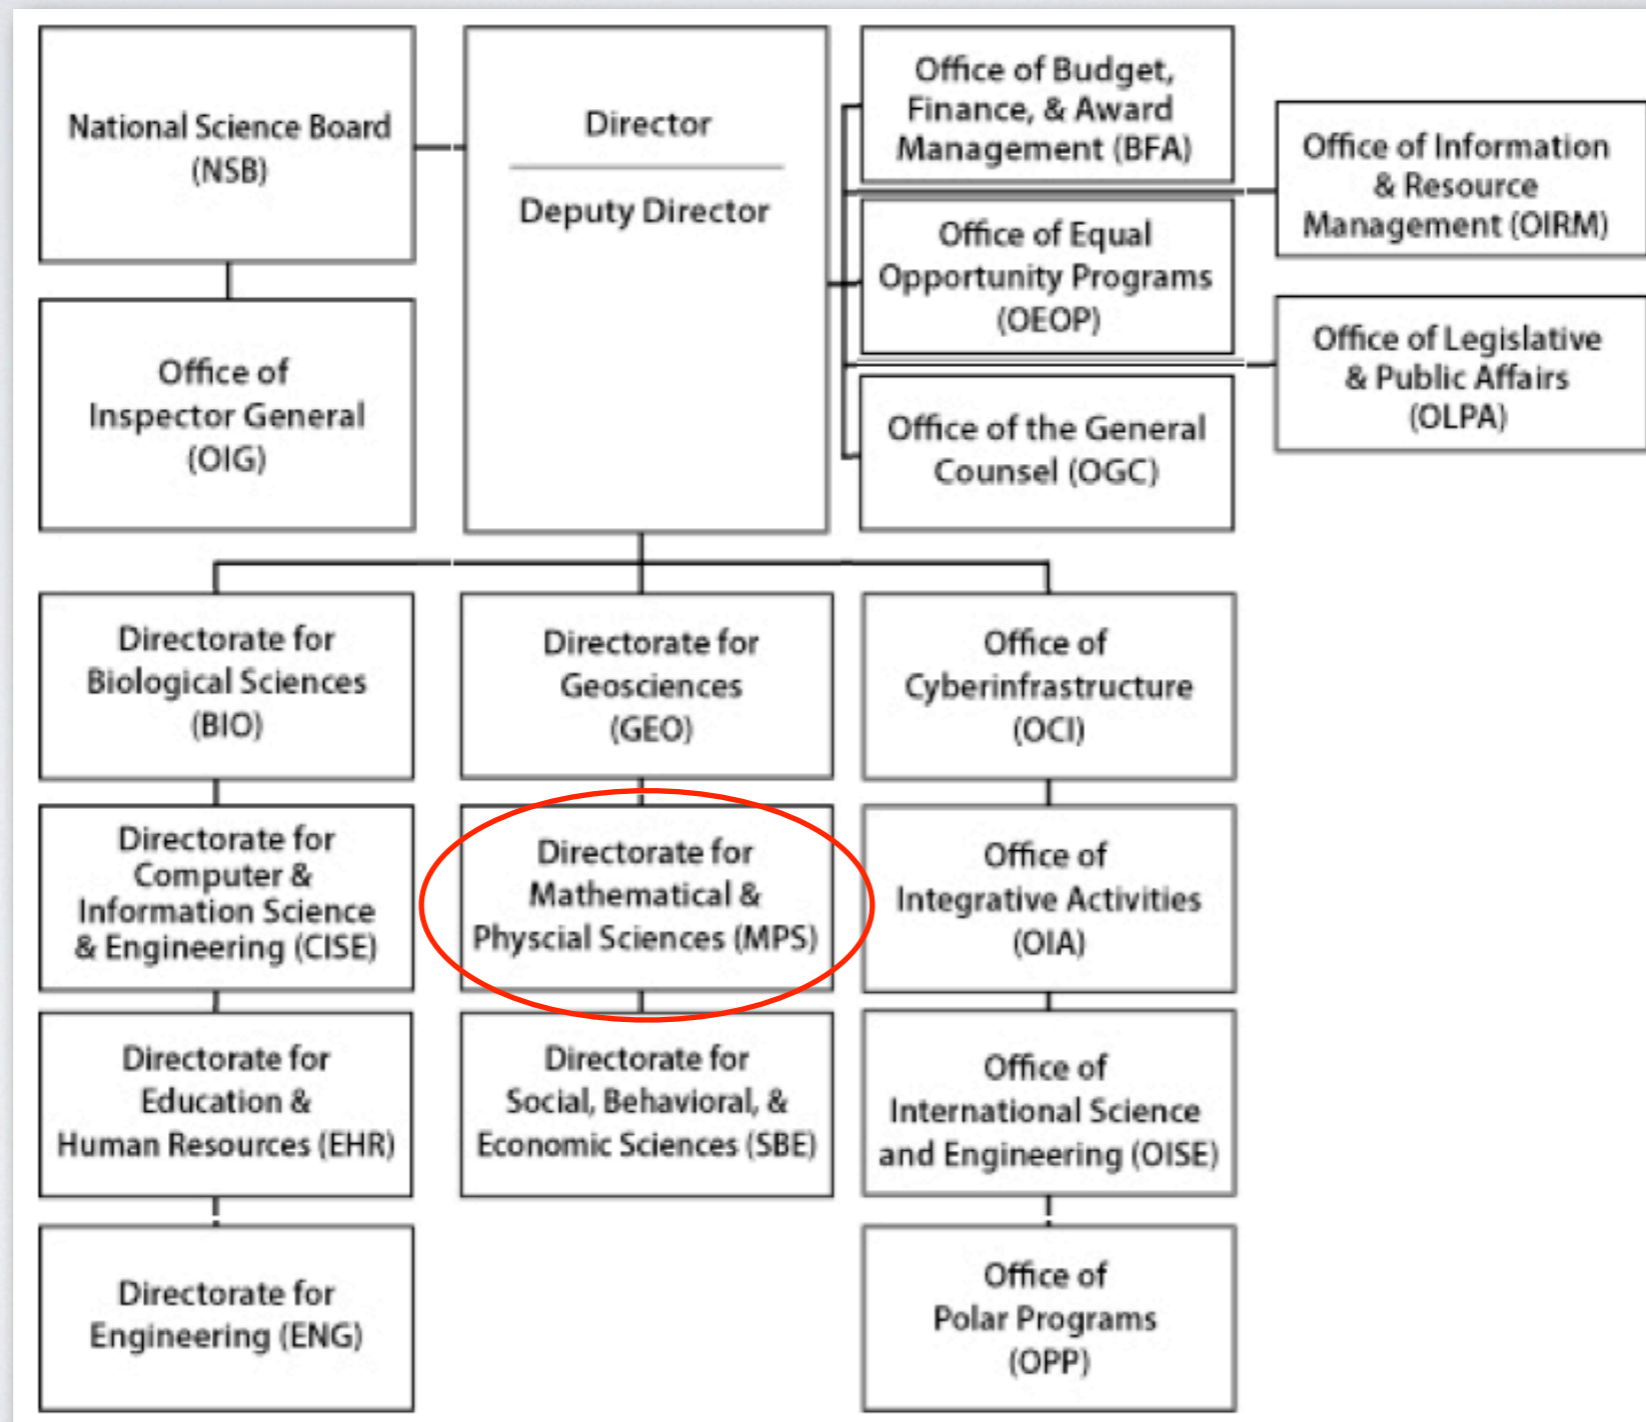 National Science Board
(NSB)
Director
Deputy Director
Office of Budget,
Finance, & Award
Management (BFA)
Office of Information
& Resource
Management (OIRM)
Office of Equal
Opportunity Programs
(OEOP)
Office of Legislative
& Public Affairs
(OLPA)
Office of
Inspector General
(OIG)
Office of the General
Counsel (OGC)
Directorate for
Biological Sciences
(BIO)
Directorate for
Geosciences
(GEO)
Office of
Cyberinfrastructure
(OCI)
Directorate for
Computer &
Information Science
& Engineering (CISE)
Directorate for
Mathematical &
Physcial Sciences (MPS)
Office of
Integrative Activities
(OIA)
Directorate for
Education &
Human Resources (EHR)
Directorate for
Social, Behavioral, &
Economic Sciences (SBE)
Office of
International Science
and Engineering (OISE)
Directorate for
Engineering (ENG)
Office of
Polar Programs
(OPP)